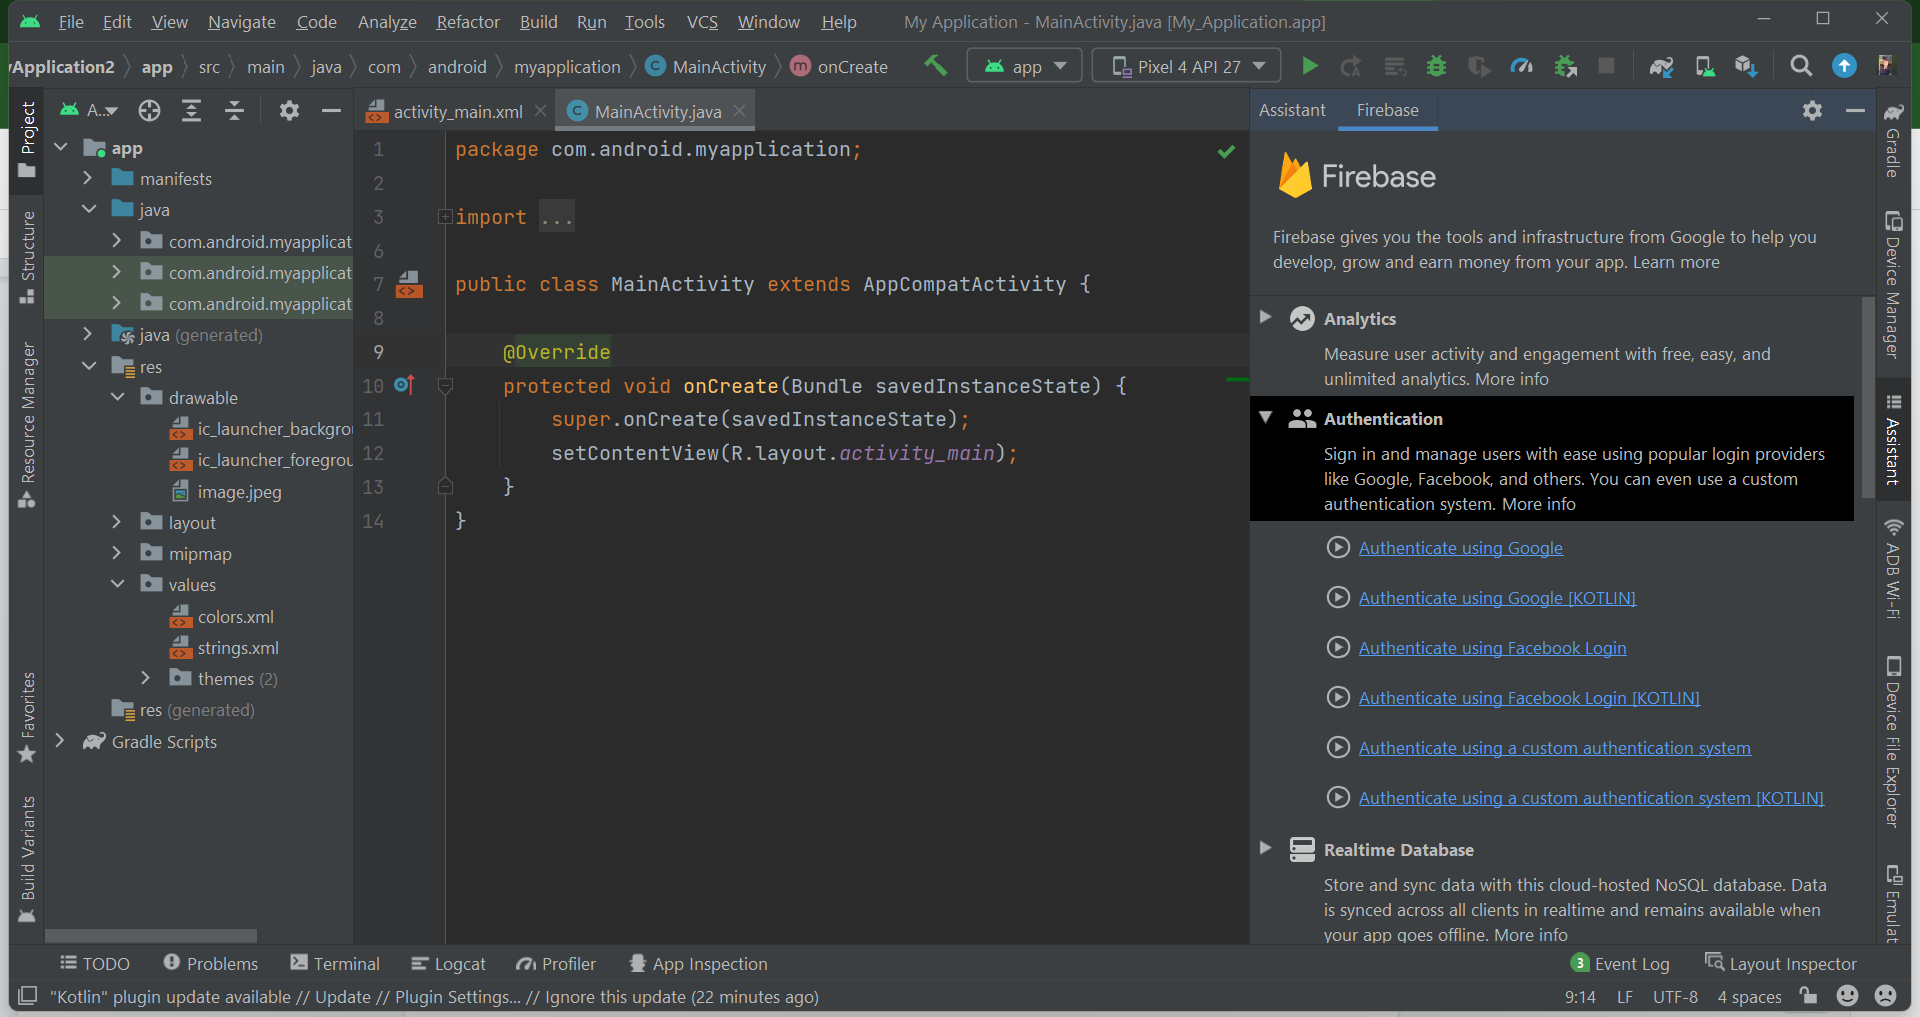 File Edit View Navigate Code Analyze Refactor Build Run Tools VCS Window Help My Application - MainActivity.java [My_Application.app]
yApplication2 app src main java com android myapplication MainActivity onCreate app Pixel 4 API 27
A... activity_main.xml MainActivity.java Assistant Firebase
Project
Structure
Resource Manager
Favorites
Build Variants
app
manifests
java
com.android.myapplicat
com.android.myapplicat
com.android.myapplicat
java (generated)
res
drawable
ic_launcher_backgrou
ic_launcher_foregrou
image.jpeg
layout
mipmap
values
colors.xml
strings.xml
themes (2)
res (generated)
Gradle Scripts
1 package com.android.myapplication;
2
3 import ...
6
7 public class MainActivity extends AppCompatActivity {
8
9 @Override
10 protected void onCreate(Bundle savedInstanceState) {
11 super.onCreate(savedInstanceState);
12 setContentView(R.layout.activity_main);
13 }
14 }
Firebase
Firebase gives you the tools and infrastructure from Google to help you
develop, grow and earn money from your app. Learn more
Analytics
Measure user activity and engagement with free, easy, and
unlimited analytics. More info
Authentication
Sign in and manage users with ease using popular login providers
like Google, Facebook, and others. You can even use a custom
authentication system. More info
Authenticate using Google
Authenticate using Google [KOTLIN]
Authenticate using Facebook Login
Authenticate using Facebook Login [KOTLIN]
Authenticate using a custom authentication system
Authenticate using a custom authentication system [KOTLIN]
Realtime Database
Store and sync data with this cloud-hosted NoSQL database. Data
is synced across all clients in realtime and remains available when
your app goes offline. More info
Gradle
Device Manager
Assistant
ADB Wi-Fi
Device File Explorer
Emulat
TODO Problems Terminal Logcat Profiler App Inspection 3 Event Log Layout Inspector
"Kotlin" plugin update available // Update // Plugin Settings... // Ignore this update (22 minutes ago) 9:14 LF UTF-8 4 spaces